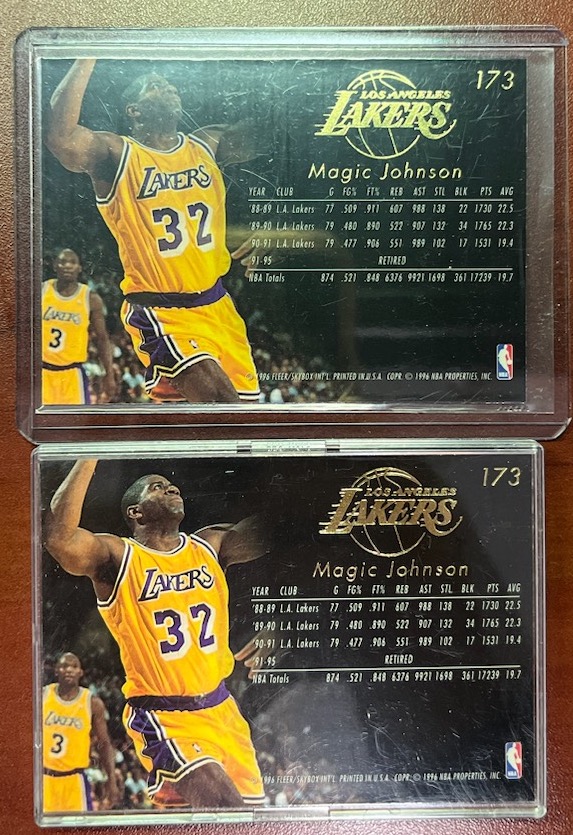 173
LOS ANGELES
LAKERS
Magic Johnson
YEAR CLUB G FG% FT% REB AST STL BLK PTS AVG
'88-89 L.A. Lakers 77 .509 .911 607 988 138 22 1730 22.5
'89-90 L.A. Lakers 79 .480 .890 522 907 132 34 1765 22.3
'90-91 L.A. Lakers 79 .477 .906 551 989 102 17 1531 19.4
'91-95 RETIRED
NBA Totals 874 .521 .848 6376 9921 1698 361 17239 19.7
© 1996 FLEER/SKYBOX INT'L. PRINTED IN U.S.A. COPR. © 1996 NBA PROPERTIES, INC.
LAKERS
32
LAKERS
3
173
LOS ANGELES
LAKERS
Magic Johnson
YEAR CLUB G FG% FT% REB AST STL BLK PTS AVG
'88-89 L.A. Lakers 77 .509 .911 607 988 138 22 1730 22.5
'89-90 L.A. Lakers 79 .480 .890 522 907 132 34 1765 22.3
'90-91 L.A. Lakers 79 .477 .906 551 989 102 17 1531 19.4
'91-95 RETIRED
NBA Totals 874 .521 .848 6376 9921 1698 361 17239 19.7
1996 FLEER/SKYBOX INT'L. PRINTED IN U.S.A. COPR. © 1996 NBA PROPERTIES, INC.
LAKERS
32
LAKERS
3